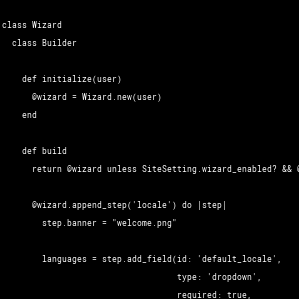 class Wizard
  class Builder

    def initialize(user)
      @wizard = Wizard.new(user)
    end

    def build
      return @wizard unless SiteSetting.wizard_enabled? &&

      @wizard.append_step('locale') do |step|
        step.banner = "welcome.png"

        languages = step.add_field(id: 'default_locale',
                                   type: 'dropdown',
                                   required: true,